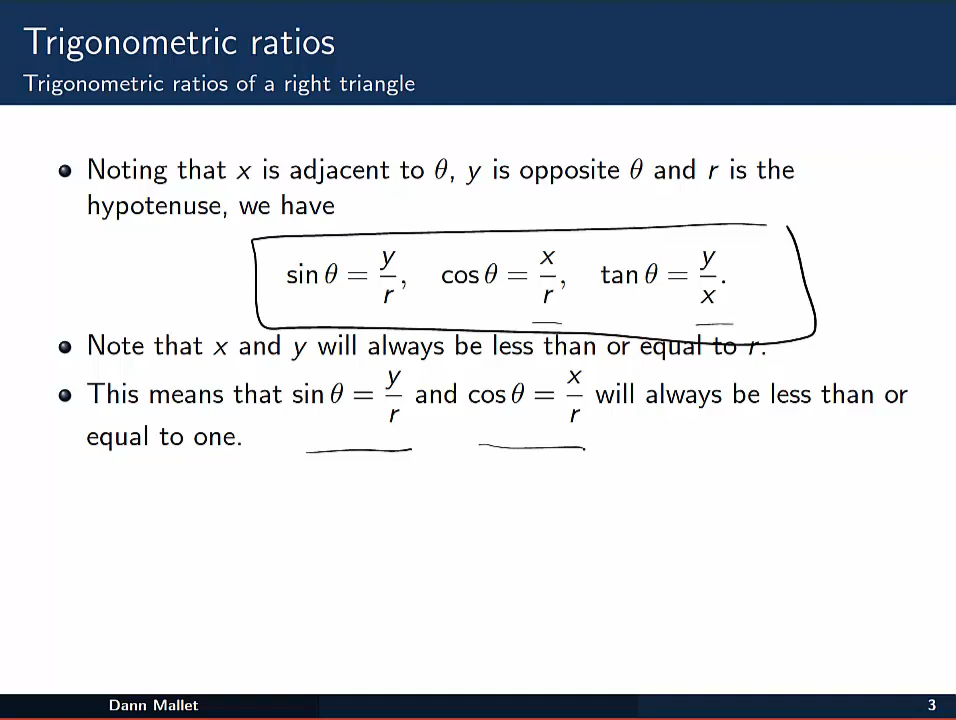 Trigonometric ratios
Trigonometric ratios of a right triangle
Noting that x is adjacent to θ, y is opposite θ and r is the
hypotenuse, we have
sin θ = y/r, cos θ = x/r, tan θ = y/x.
Note that x and y will always be less than or equal to r.
This means that sin θ = y/r and cos θ = x/r will always be less than or
equal to one.
Dann Mallet 3